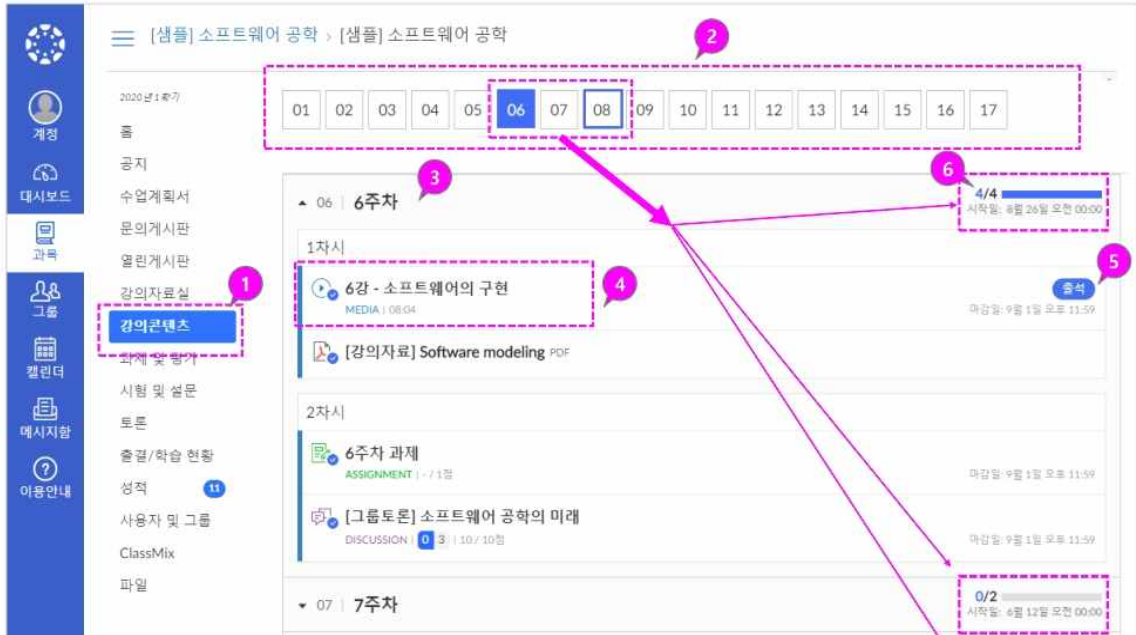 [샘플] 소프트웨어 공학 › [샘플] 소프트웨어 공학
2
계정
대시보드
과목
그룹
캘린더
메시지함
이용안내
2020년 1학기
홈
공지
수업계획서
문의게시판
열린게시판
강의자료실
1
강의콘텐츠
과제 및 평가
시험 및 설문
토론
출결/학습 현황
성적 11
사용자 및 그룹
ClassMix
파일
01 02 03 04 05 06 07 08 09 10 11 12 13 14 15 16 17
3
6
06 | 6주차
4/4
시작일: 8월 26일 오전 00:00
1차시
5
4
6강 - 소프트웨어의 구현
출석
MEDIA | 08:04
마감일: 9월 1일 오후 11:59
[강의자료] Software modeling PDF
2차시
6주차 과제
ASSIGNMENT | - / 1점
마감일: 9월 1일 오후 11:59
[그룹토론] 소프트웨어 공학의 미래
DISCUSSION | 0 3 | 10 / 10점
마감일: 9월 1일 오후 11:59
07 | 7주차
0/2
시작일: 6월 12일 오전 00:00